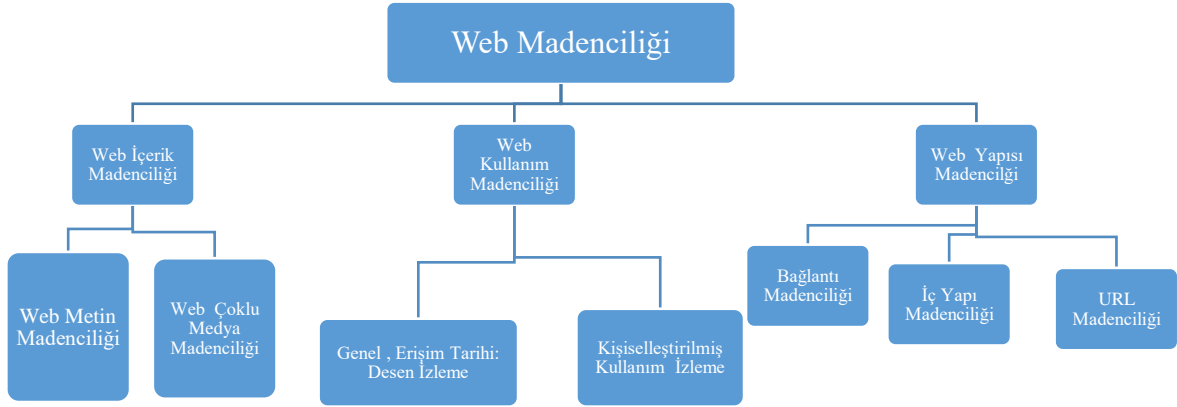 Web Madenciliği
Web İçerik
Madenciliği
Web
Kullanım
Madenciliği
Web  Yapısı
Madencilği
Web Metin
Madenciliği
Web  Çoklu
Medya
Madenciliği
Genel , Erişim Tarihi:
Desen İzleme
Kişiselleştirilmiş
Kullanım  İzleme
Bağlantı
Madenciliği
İç Yapı
Madenciliği
URL
Madenciliği